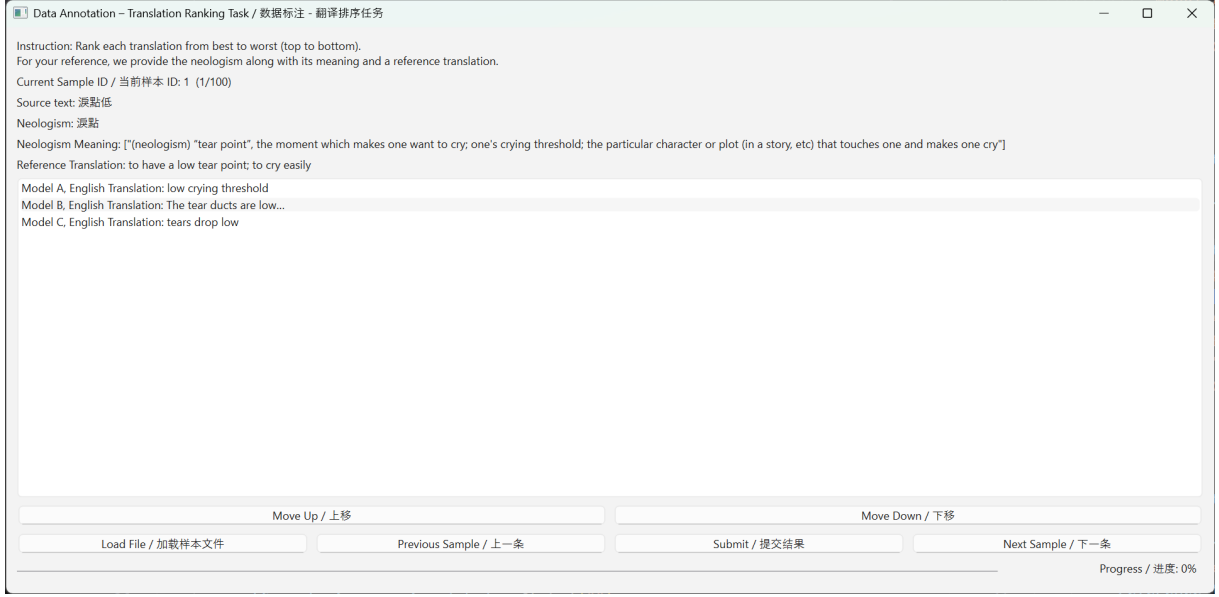 Data Annotation – Translation Ranking Task / 数据标注 - 翻译排序任务
Instruction: Rank each translation from best to worst (top to bottom).
For your reference, we provide the neologism along with its meaning and a reference translation.
Current Sample ID / 当前样本 ID: 1 (1/100)
Source text: 淚點低
Neologism: 淚點
Neologism Meaning: ["(neologism) “tear point”, the moment which makes one want to cry; one's crying threshold; the particular character or plot (in a story, etc) that touches one and makes one cry"]
Reference Translation: to have a low tear point; to cry easily
Model A, English Translation: low crying threshold
Model B, English Translation: The tear ducts are low...
Model C, English Translation: tears drop low
Move Up / 上移
Move Down / 下移
Load File / 加载样本文件
Previous Sample / 上一条
Submit / 提交结果
Next Sample / 下一条
Progress / 进度: 0%